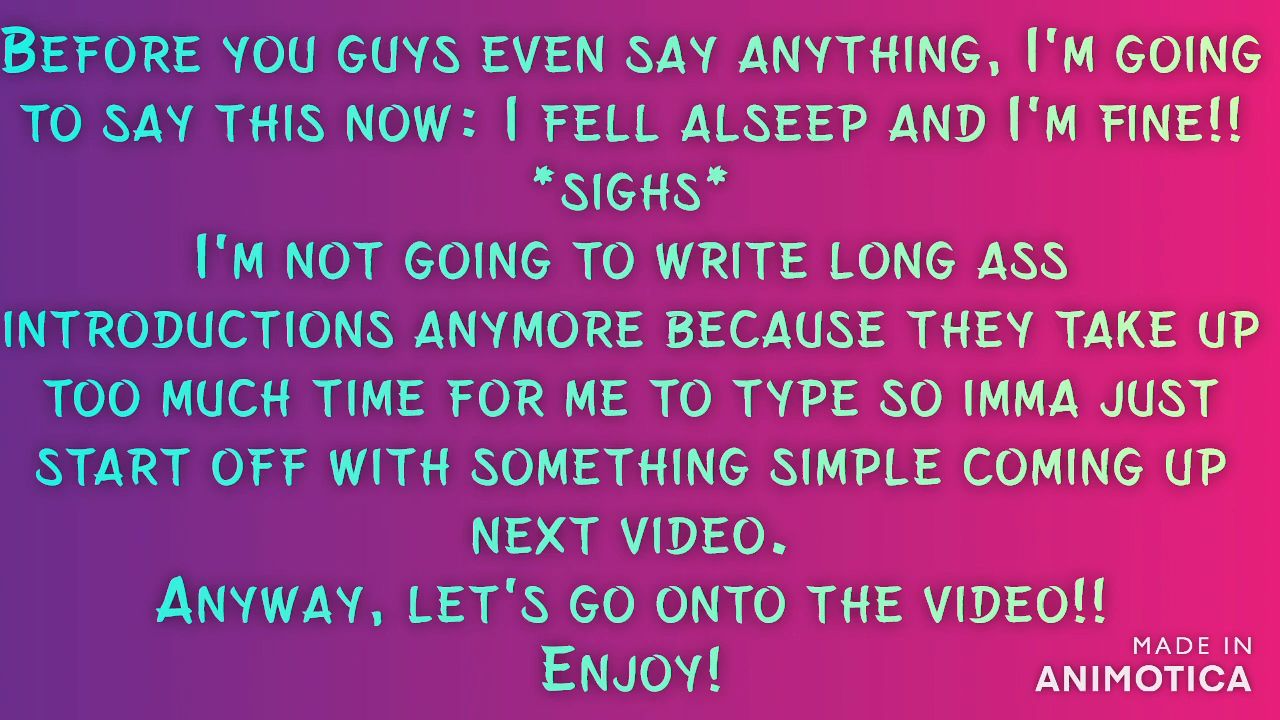 Before you guys even say anything, I'm going
to say this now: I fell alseep and I'm fine!!
*sighs*
I'm not going to write long ass
introductions anymore because they take up
too much time for me to type so imma just
start off with something simple coming up
next video.
Anyway, let's go onto the video!!
Enjoy!
MADE IN
ANIMOTICA